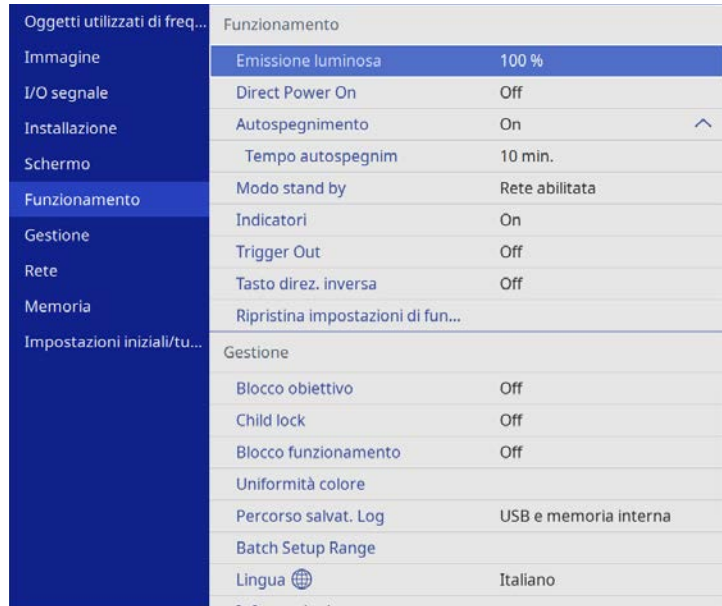 Oggetti utilizzati di freq...
Immagine
I/O segnale
Installazione
Schermo
Funzionamento
Gestione
Rete
Memoria
Impostazioni iniziali/tu...
Funzionamento
Emissione luminosa 100 %
Direct Power On Off
Autospegnimento On
Tempo autospegnim 10 min.
Modo stand by Rete abilitata
Indicatori On
Trigger Out Off
Tasto direz. inversa Off
Ripristina impostazioni di fun...
Gestione
Blocco obiettivo Off
Child lock Off
Blocco funzionamento Off
Uniformità colore
Percorso salvat. Log USB e memoria interna
Batch Setup Range
Lingua Italiano